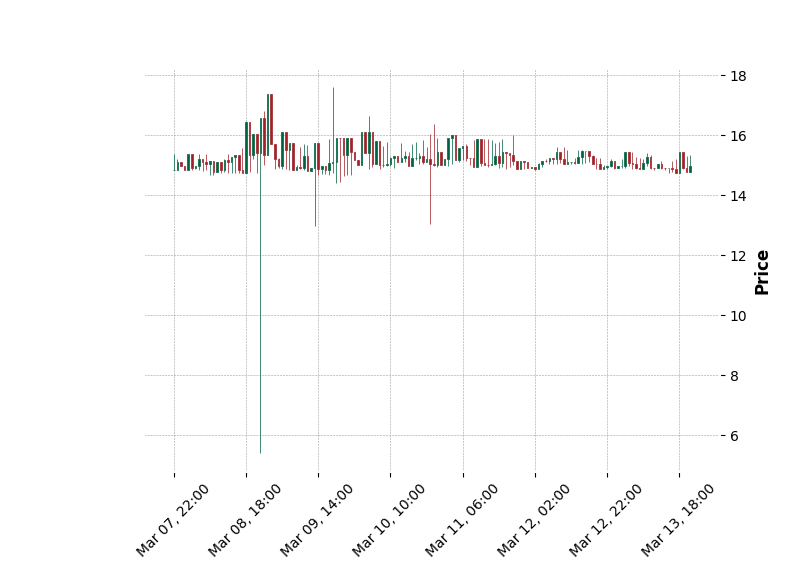 18
16
14
12
10
8
6
Price
Mar 07, 22:00
Mar 08, 18:00
Mar 09, 14:00
Mar 10, 10:00
Mar 11, 06:00
Mar 12, 02:00
Mar 12, 22:00
Mar 13, 18:00